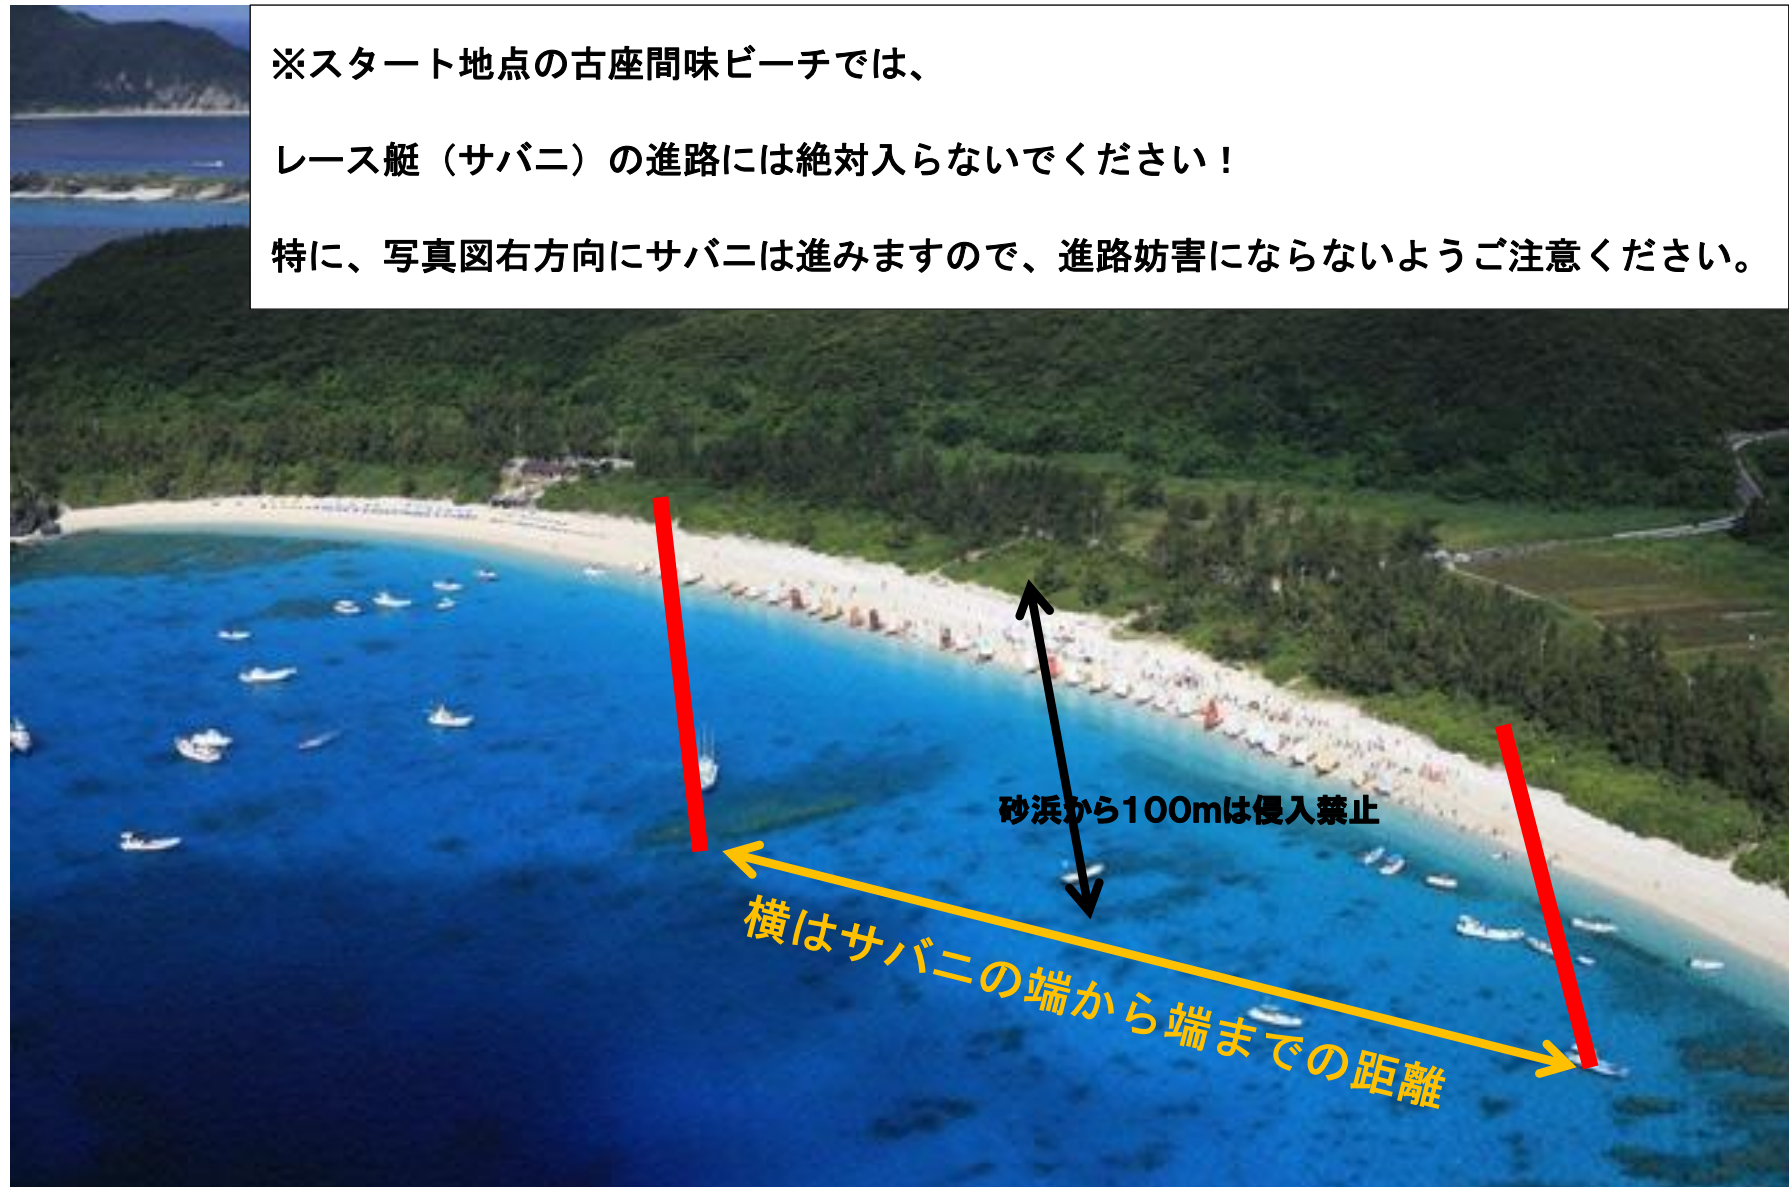 ※スタート地点の古座間味ビーチでは、
レース艇（サバニ）の進路には絶対入らないでください！
特に、写真図右方向にサバニは進みますので、進路妨害にならないようご注意ください。
砂浜から100mは侵入禁止
横はサバニの端から端までの距離